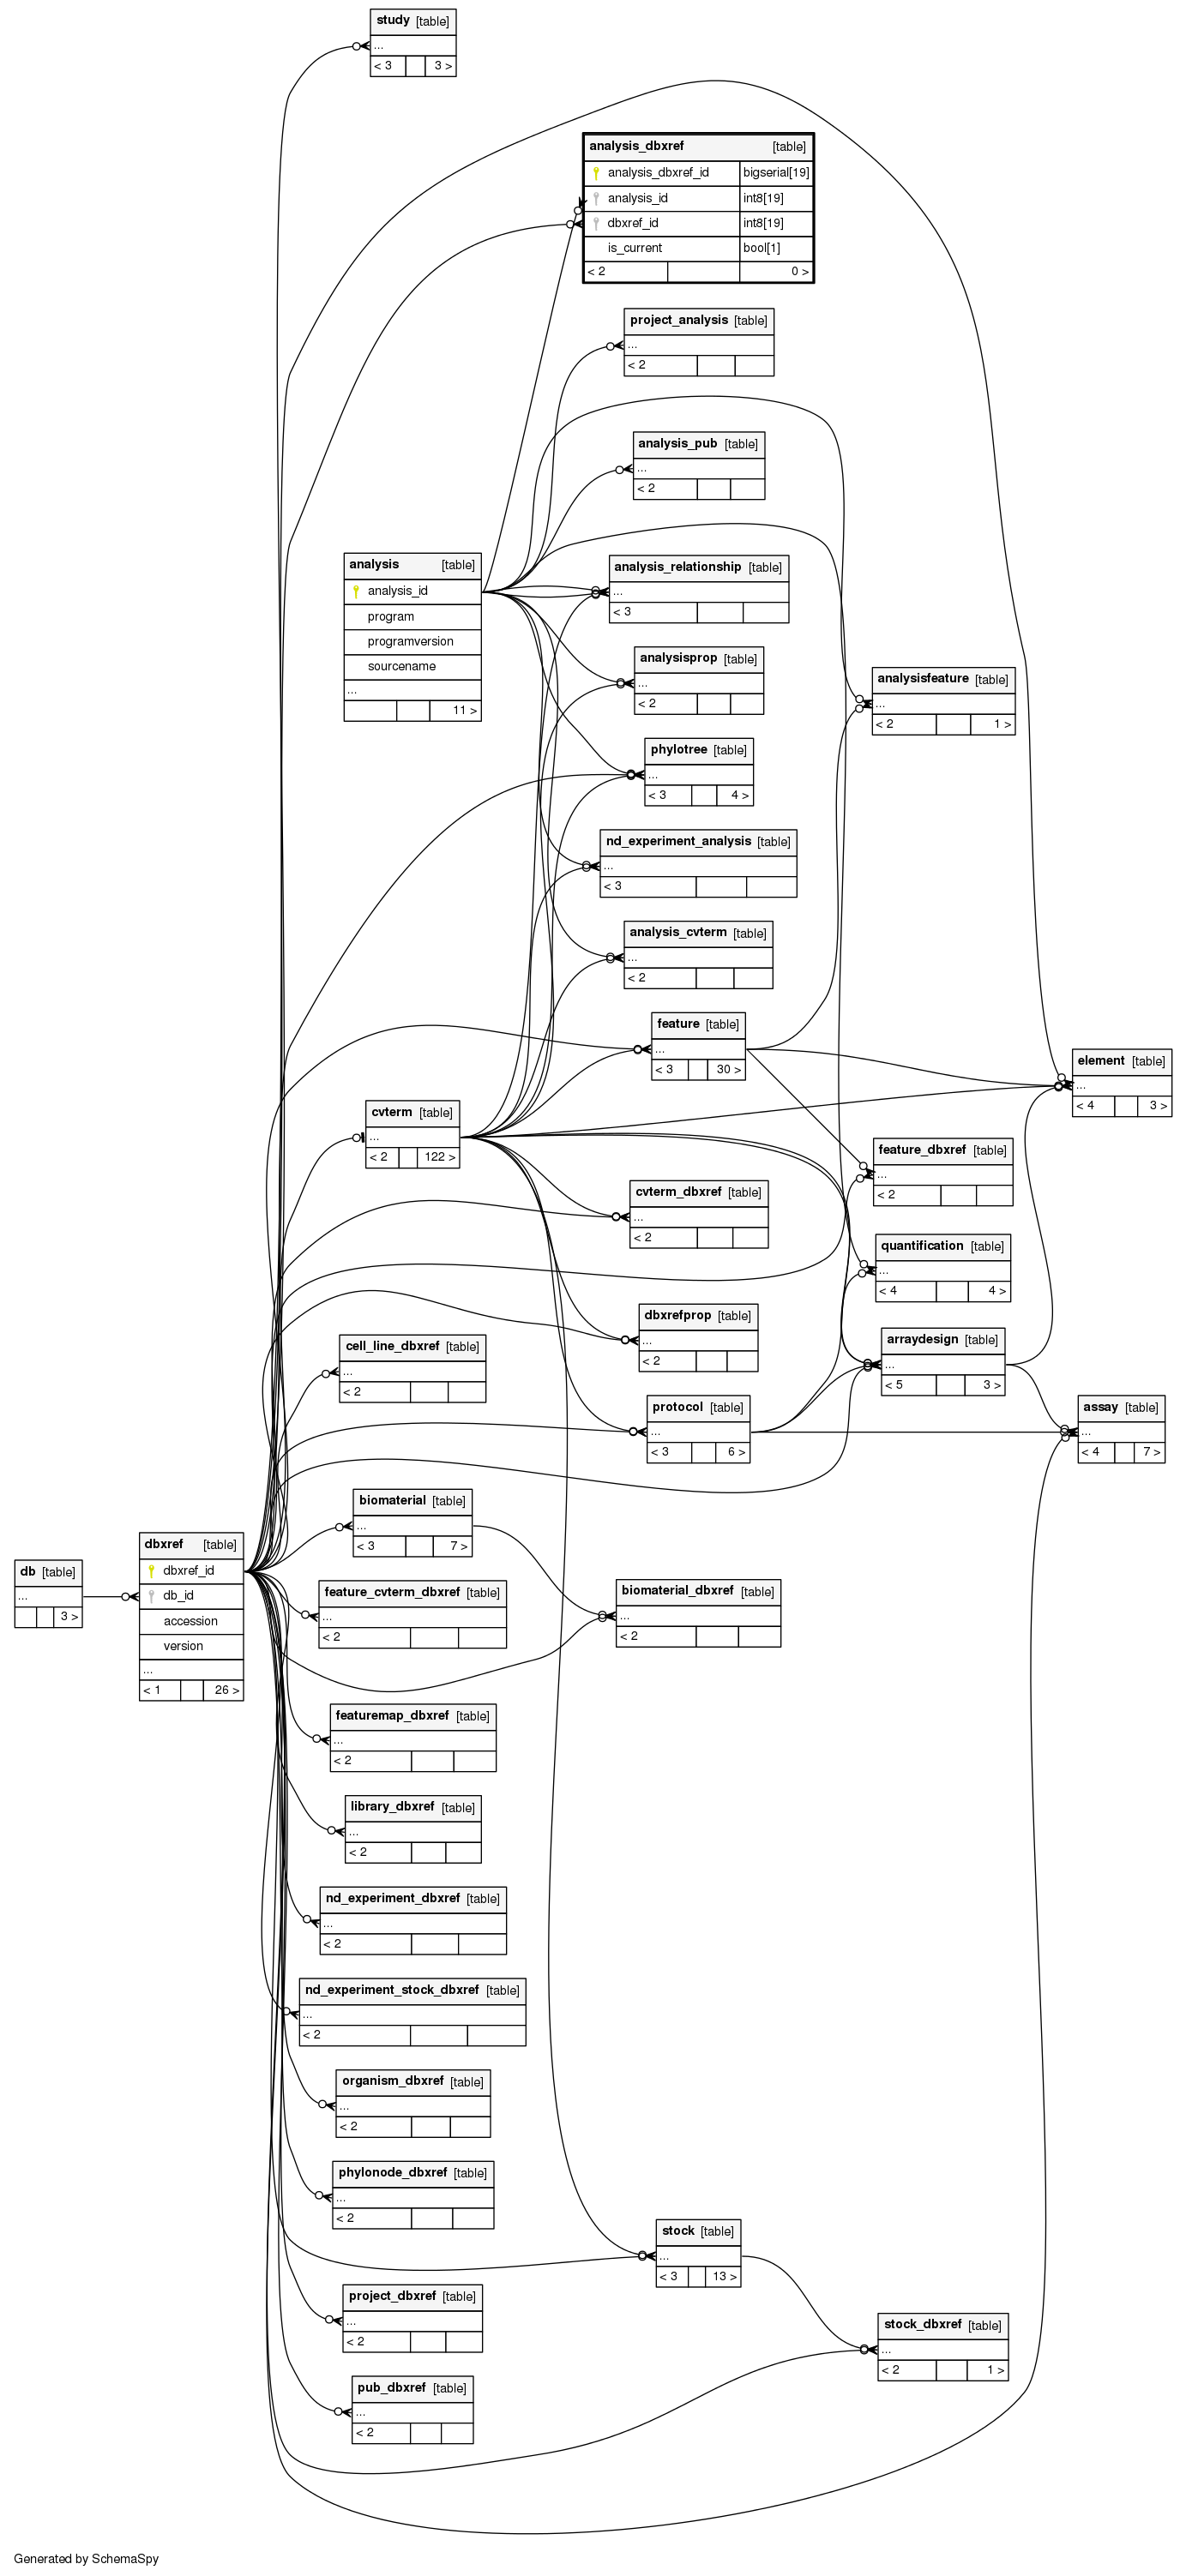 study [table]
...
< 3 3 >
analysis_dbxref [table]
analysis_dbxref_id bigserial[19]
analysis_id int8[19]
dbxref_id int8[19]
is_current bool[1]
< 2 0 >
project_analysis [table]
...
< 2
analysis_pub [table]
...
< 2
analysis [table]
analysis_id
program
programversion
sourcename
...
11 >
analysis_relationship [table]
...
< 3
analysisprop [table]
...
< 2
analysisfeature [table]
...
< 2 1 >
phylotree [table]
...
< 3 4 >
nd_experiment_analysis [table]
...
< 3
analysis_cvterm [table]
...
< 2
feature [table]
...
< 3 30 >
element [table]
...
< 4 3 >
cvterm [table]
...
< 2 122 >
feature_dbxref [table]
...
< 2
cvterm_dbxref [table]
...
< 2
quantification [table]
...
< 4 4 >
dbxrefprop [table]
...
< 2
arraydesign [table]
...
< 5 3 >
cell_line_dbxref [table]
...
< 2
protocol [table]
...
< 3 6 >
assay [table]
...
< 4 7 >
biomaterial [table]
...
< 3 7 >
db [table]
...
3 >
dbxref [table]
dbxref_id
db_id
accession
version
...
< 1 26 >
feature_cvterm_dbxref [table]
...
< 2
biomaterial_dbxref [table]
...
< 2
featuremap_dbxref [table]
...
< 2
library_dbxref [table]
...
< 2
nd_experiment_dbxref [table]
...
< 2
nd_experiment_stock_dbxref [table]
...
< 2
organism_dbxref [table]
...
< 2
phylonode_dbxref [table]
...
< 2
stock [table]
...
< 3 13 >
project_dbxref [table]
...
< 2
stock_dbxref [table]
...
< 2 1 >
pub_dbxref [table]
...
< 2
Generated by SchemaSpy